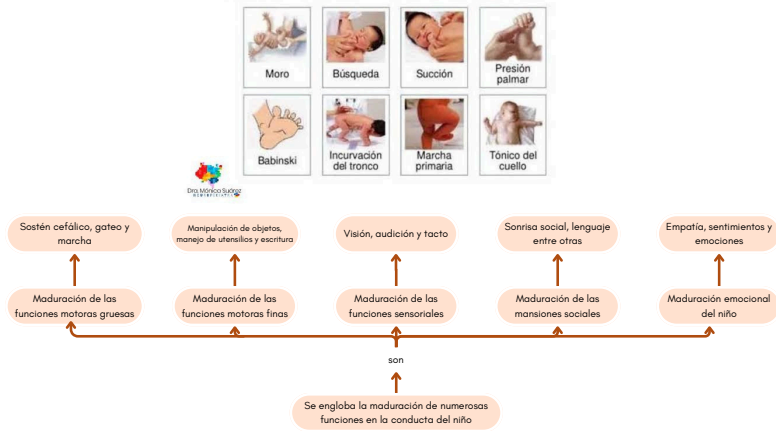 Moro
Búsqueda
Succión
Presión
palmar
Babinski
Incurvación
del tronco
Marcha
primaria
Tónico del
cuello
Dra. Mónica Suárez
NEUROPEDIATRA
Sostén cefálico, gateo y
marcha
Manipulación de objetos,
manejo de utensilios y escritura
Visión, audición y tacto
Sonrisa social, lenguaje
entre otras
Empatía, sentimientos y
emociones
Maduración de las
funciones motoras gruesas
Maduración de las
funciones motoras finas
Maduración de las
funciones sensoriales
Maduración de las
mansiones sociales
Maduración emocional
del niño
son
Se engloba la maduración de numerosas
funciones en la conducta del niño